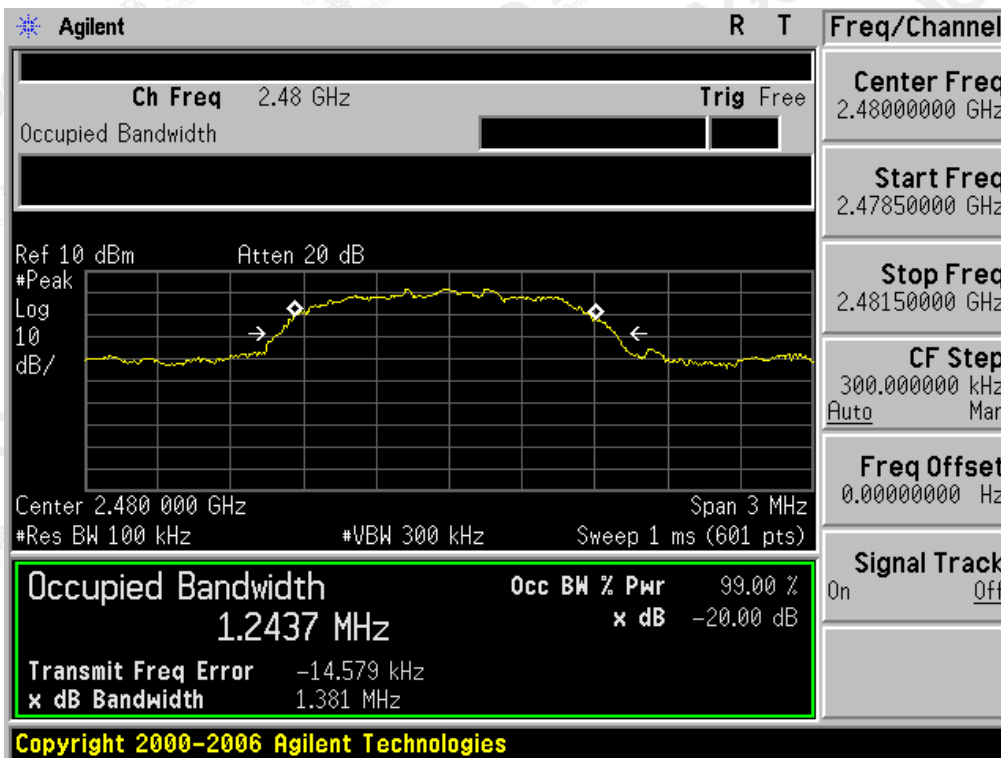 Agilent R T
Ch Freq 2.48 GHz Trig Free
Occupied Bandwidth
Ref 10 dBm Atten 20 dB
#Peak
Log
10
dB/
Center 2.480 000 GHz Span 3 MHz
#Res BW 100 kHz #VBW 300 kHz Sweep 1 ms (601 pts)
Occupied Bandwidth Occ BW % Pwr 99.00 %
1.2437 MHz x dB -20.00 dB
Transmit Freq Error -14.579 kHz
x dB Bandwidth 1.381 MHz
Copyright 2000-2006 Agilent Technologies
Freq/Channel
Center Freq
2.48000000 GHz
Start Freq
2.47850000 GHz
Stop Freq
2.48150000 GHz
CF Step
300.000000 kHz
Auto Man
Freq Offset
0.00000000 Hz
Signal Track
On Off